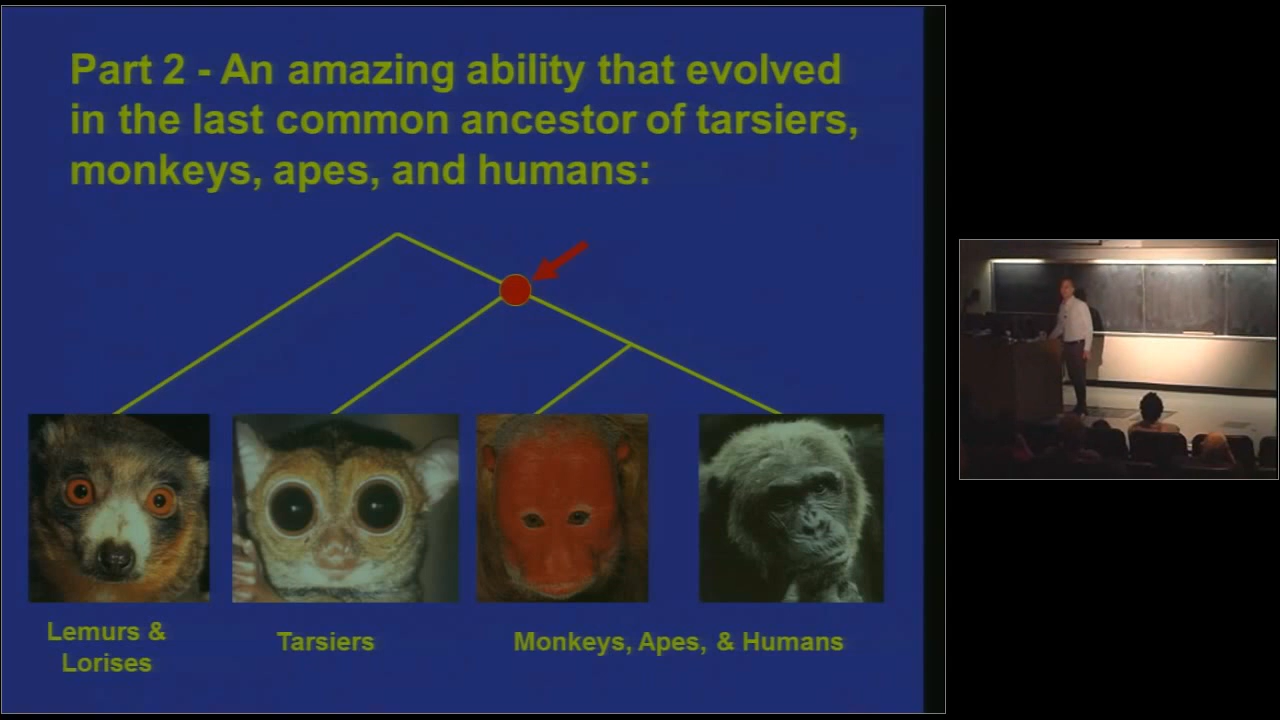 Part 2 - An amazing ability that evolved
in the last common ancestor of tarsiers,
monkeys, apes, and humans:
Lemurs &
Lorises
Tarsiers
Monkeys, Apes, & Humans